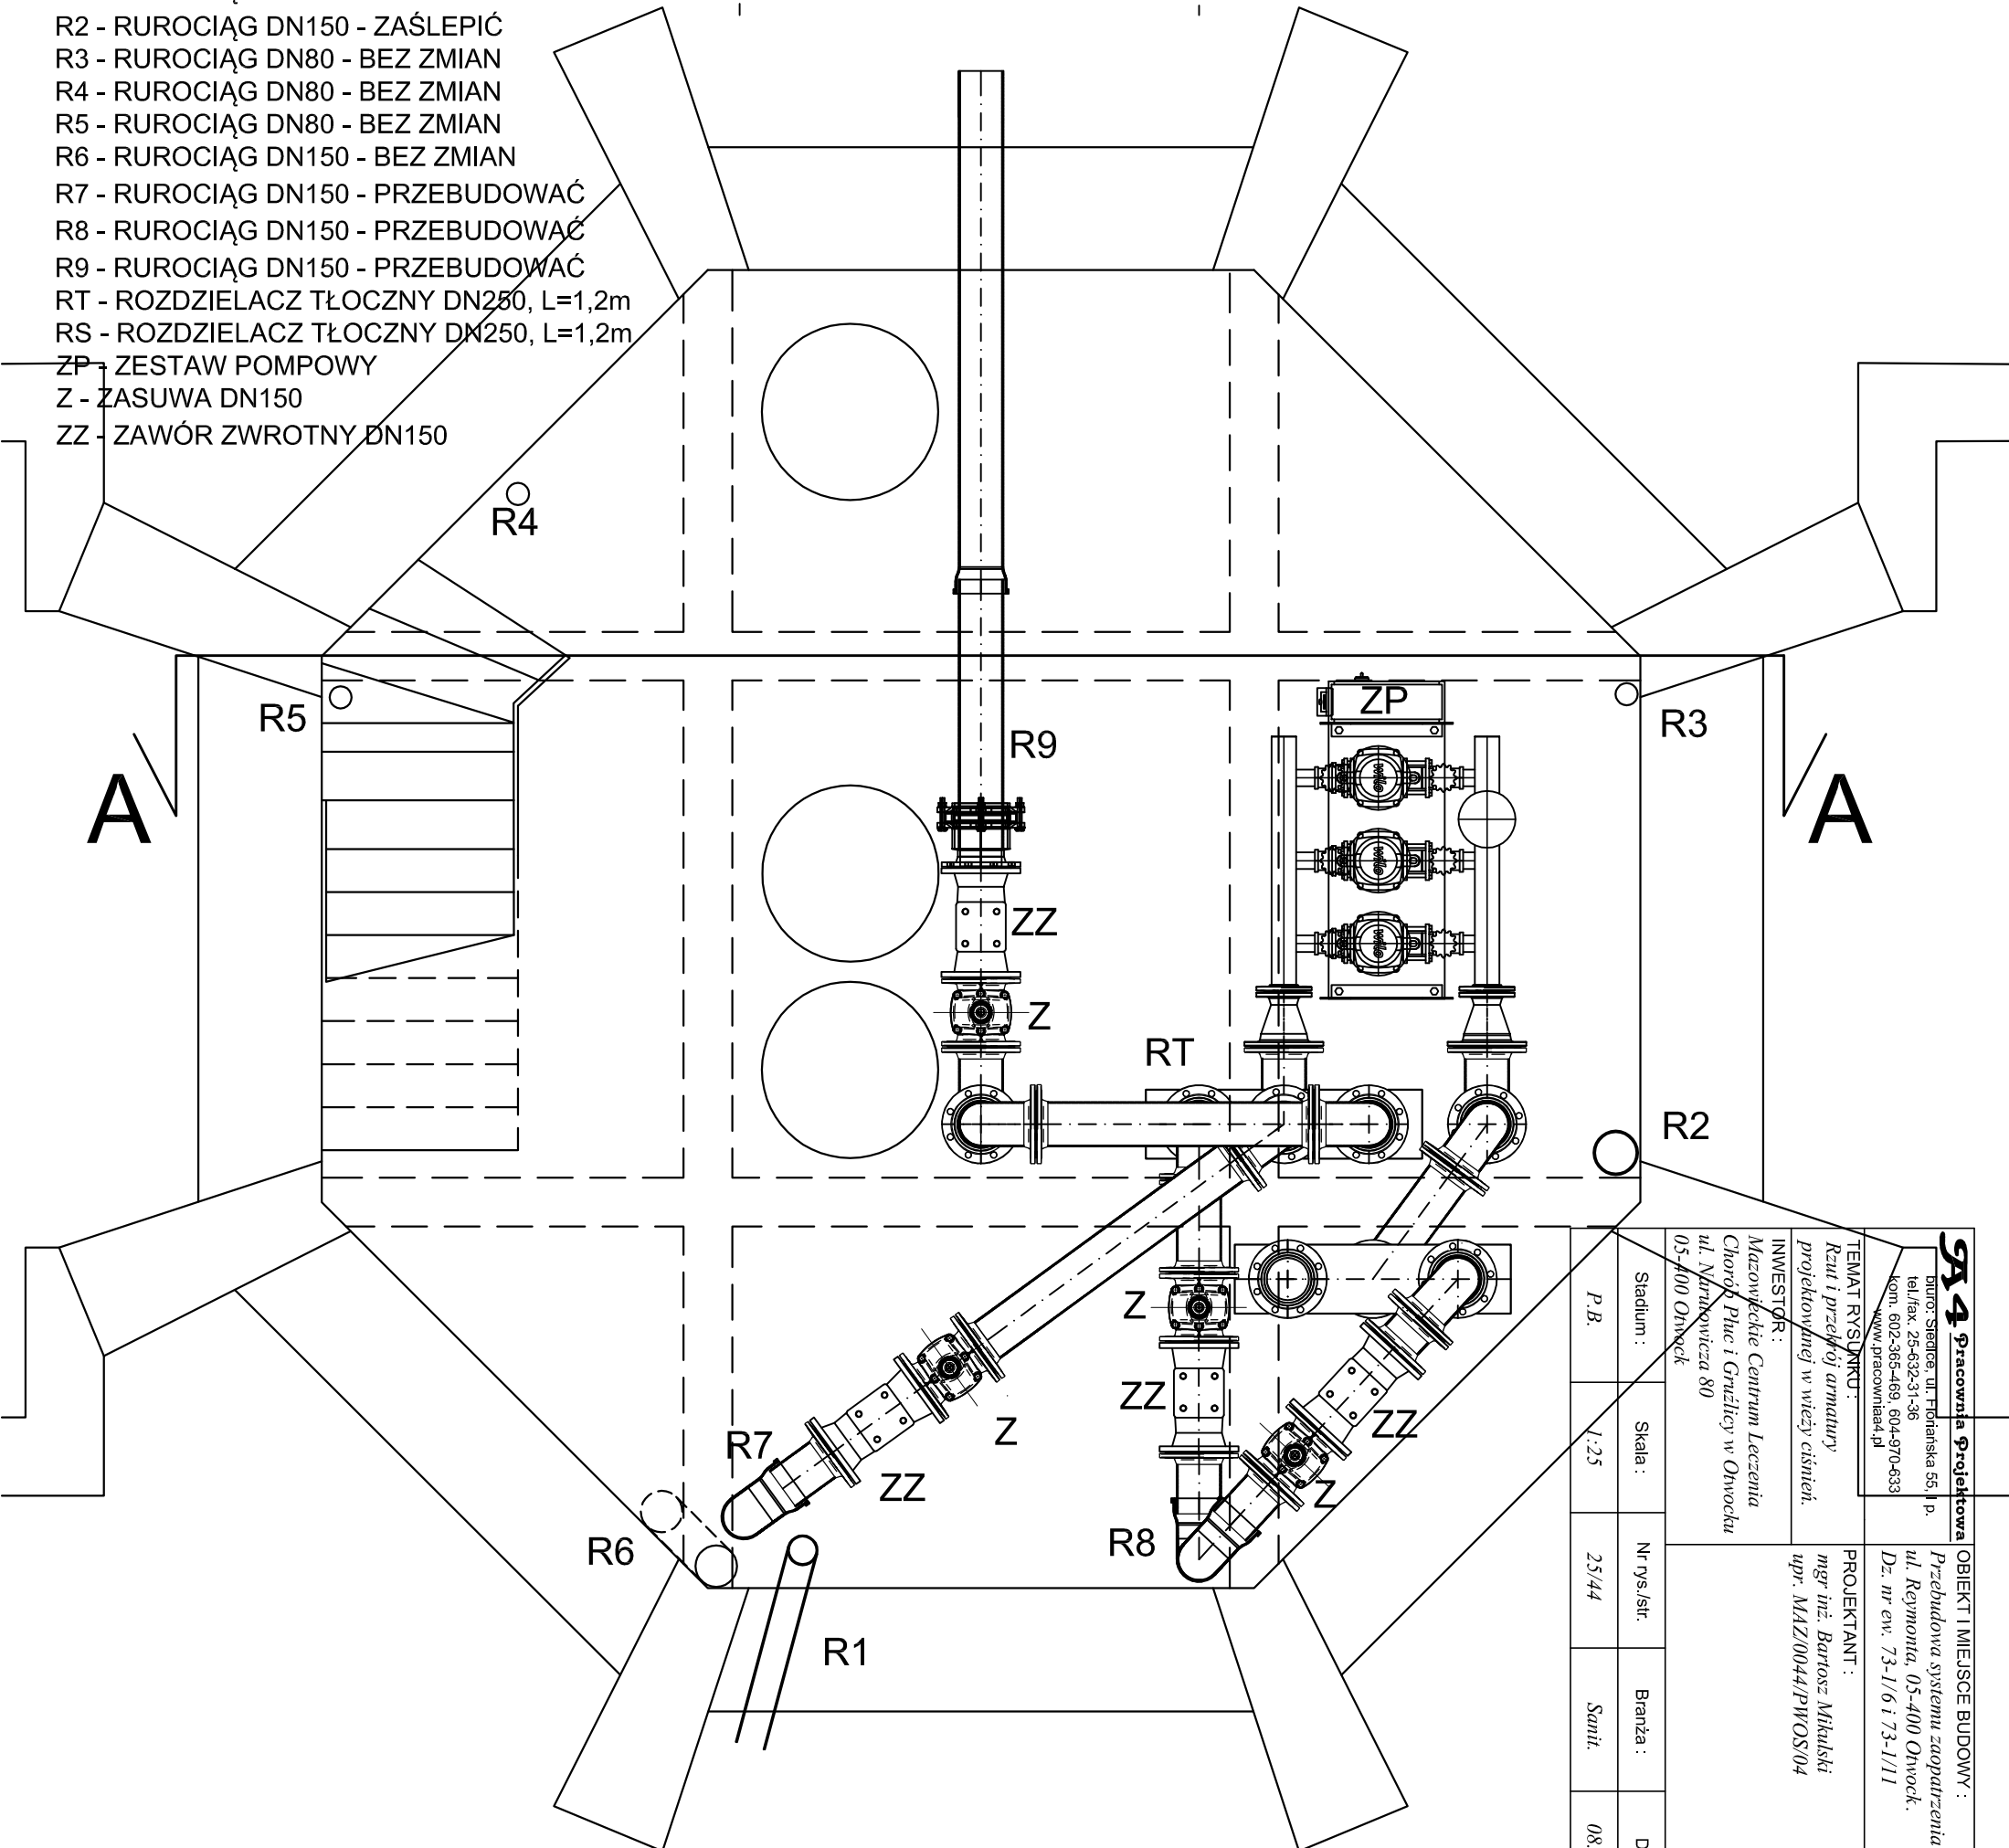 R2 - RUROCIĄG DN150 - ZAŚLEPIĆ
R3 - RUROCIĄG DN80 - BEZ ZMIAN
R4 - RUROCIĄG DN80 - BEZ ZMIAN
R5 - RUROCIĄG DN80 - BEZ ZMIAN
R6 - RUROCIĄG DN150 - BEZ ZMIAN
R7 - RUROCIĄG DN150 - PRZEBUDOWAĆ
R8 - RUROCIĄG DN150 - PRZEBUDOWAĆ
R9 - RUROCIĄG DN150 - PRZEBUDOWAĆ
RT - ROZDZIELACZ TŁOCZNY DN250, L=1,2m
RS - ROZDZIELACZ TŁOCZNY DN250, L=1,2m
ZP - ZESTAW POMPOWY
Z - ZASUWA DN150
ZZ - ZAWÓR ZWROTNY DN150
R4
R5
ZP
R3
R9
A
A
wilo
wilo
wilo
ZZ
Z
RT
R2
Z
ZZ
ZZ
Z
R7
ZZ
Z
R6
R8
R1
A4 Pracownia Projektowa
biuro: Siedlce, ul. Floriańska 55, I p.
tel./fax. 25-632-31-36
kom. 602-365-469, 604-970-633
www.pracowniaa4.pl
TEMAT RYSUNKU :
Rzut i przekrój armatury
projektowanej w wieży ciśnień.
INWESTOR :
Mazowieckie Centrum Leczenia
Chorób Płuc i Gruźlicy w Otwocku
ul. Narutowicza 80
05-400 Otwock
OBIEKT I MIEJSCE BUDOWY :
Przebudowa systemu zaopatrzenia
ul. Reymonta, 05-400 Otwock.
Dz. nr ew. 73-1/6 i 73-1/11
PROJEKTANT :
mgr inż. Bartosz Mikulski
upr. MAZ/0044/PWOS/04
Stadium :
Skala :
Nr rys./str.
Branża :
P.B.
1:25
25/44
Sanit.
08.